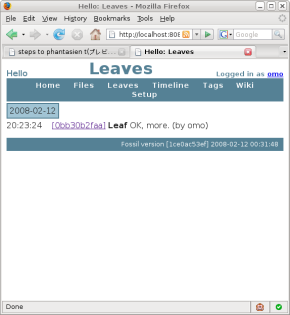 Hello: Leaves - Mozilla Firefox
File Edit View History Bookmarks Tools Help
http://localhost:808
Google
steps to phantasien t(プレビ...
Hello: Leaves
Hello
Leaves
Logged in as omo
Home Files Leaves Timeline Tags Wiki
Setup
2008-02-12
20:23:24 [0bb30b2faa] Leaf OK, more. (by omo)
Fossil version [1ce0ac53ef] 2008-02-12 00:31:48
Done